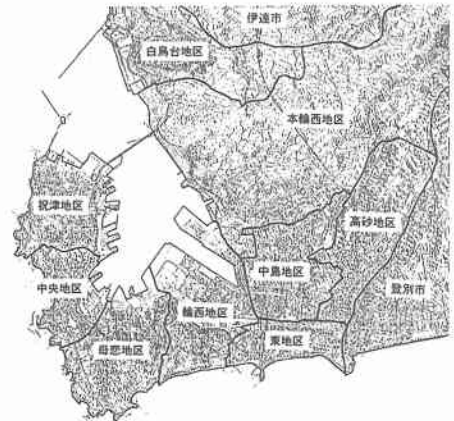 伊達市
白鳥台地区
本輪西地区
祝津地区
高砂地区
中島地区
中央地区
登別市
輪西地区
東地区
母恋地区